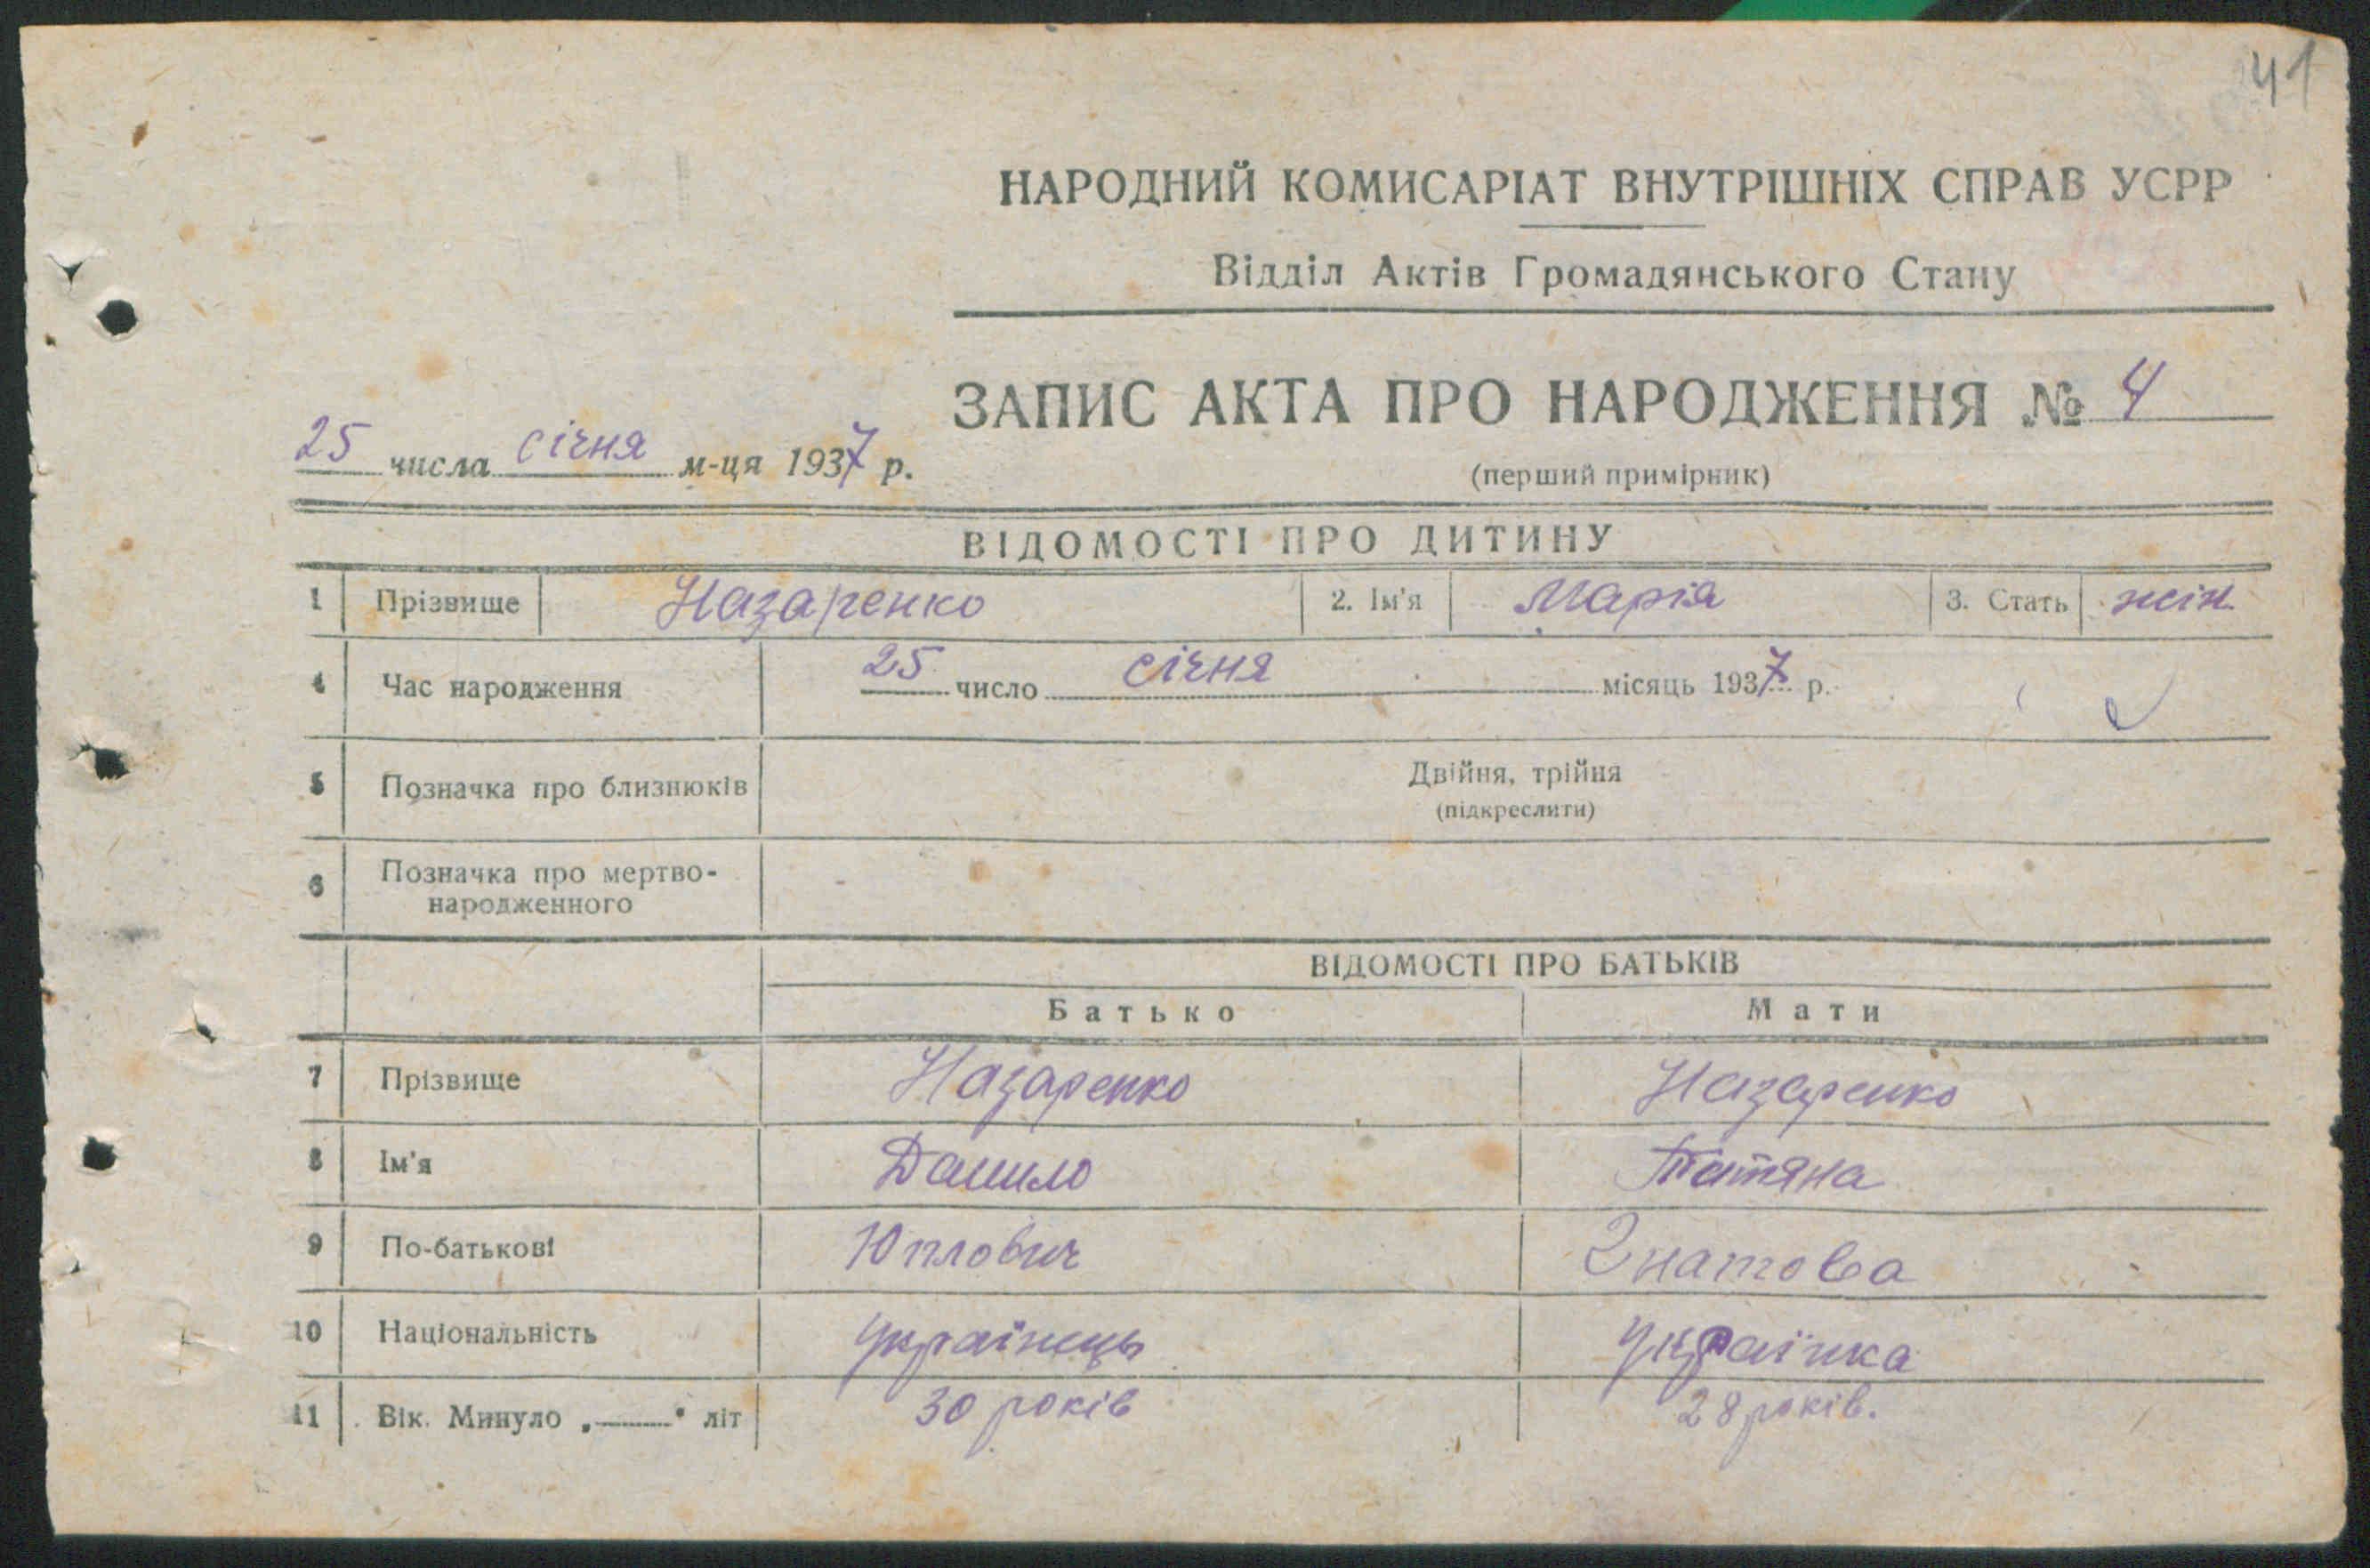 41
НАРОДНИЙ КОМИСАРІАТ ВНУТРІШНІХ СПРАВ УСРР
Відділ Актів Громадянського Стану
ЗАПИС АКТА ПРО НАРОДЖЕННЯ № 4
25 числа січня м-ця 1937 р.
(перший примірник)
ВІДОМОСТІ ПРО ДИТИНУ
1 Прізвище Назаренко 2. Ім'я Марія 3. Стать жін.
4 Час народження 25 число січня місяць 1937 р.
5 Позначка про близнюків Двійня, трійня
(підкреслити)
6 Позначка про мертво-
народженного
ВІДОМОСТІ ПРО БАТЬКІВ
Батько Мати
7 Прізвище Назаренко Назаренко
8 Ім'я Данило Татяна
9 По-батькові Юплович Гнатова
10 Національність Українець Українка
11 Вік. Минуло „ — " літ 30 років 28 років.